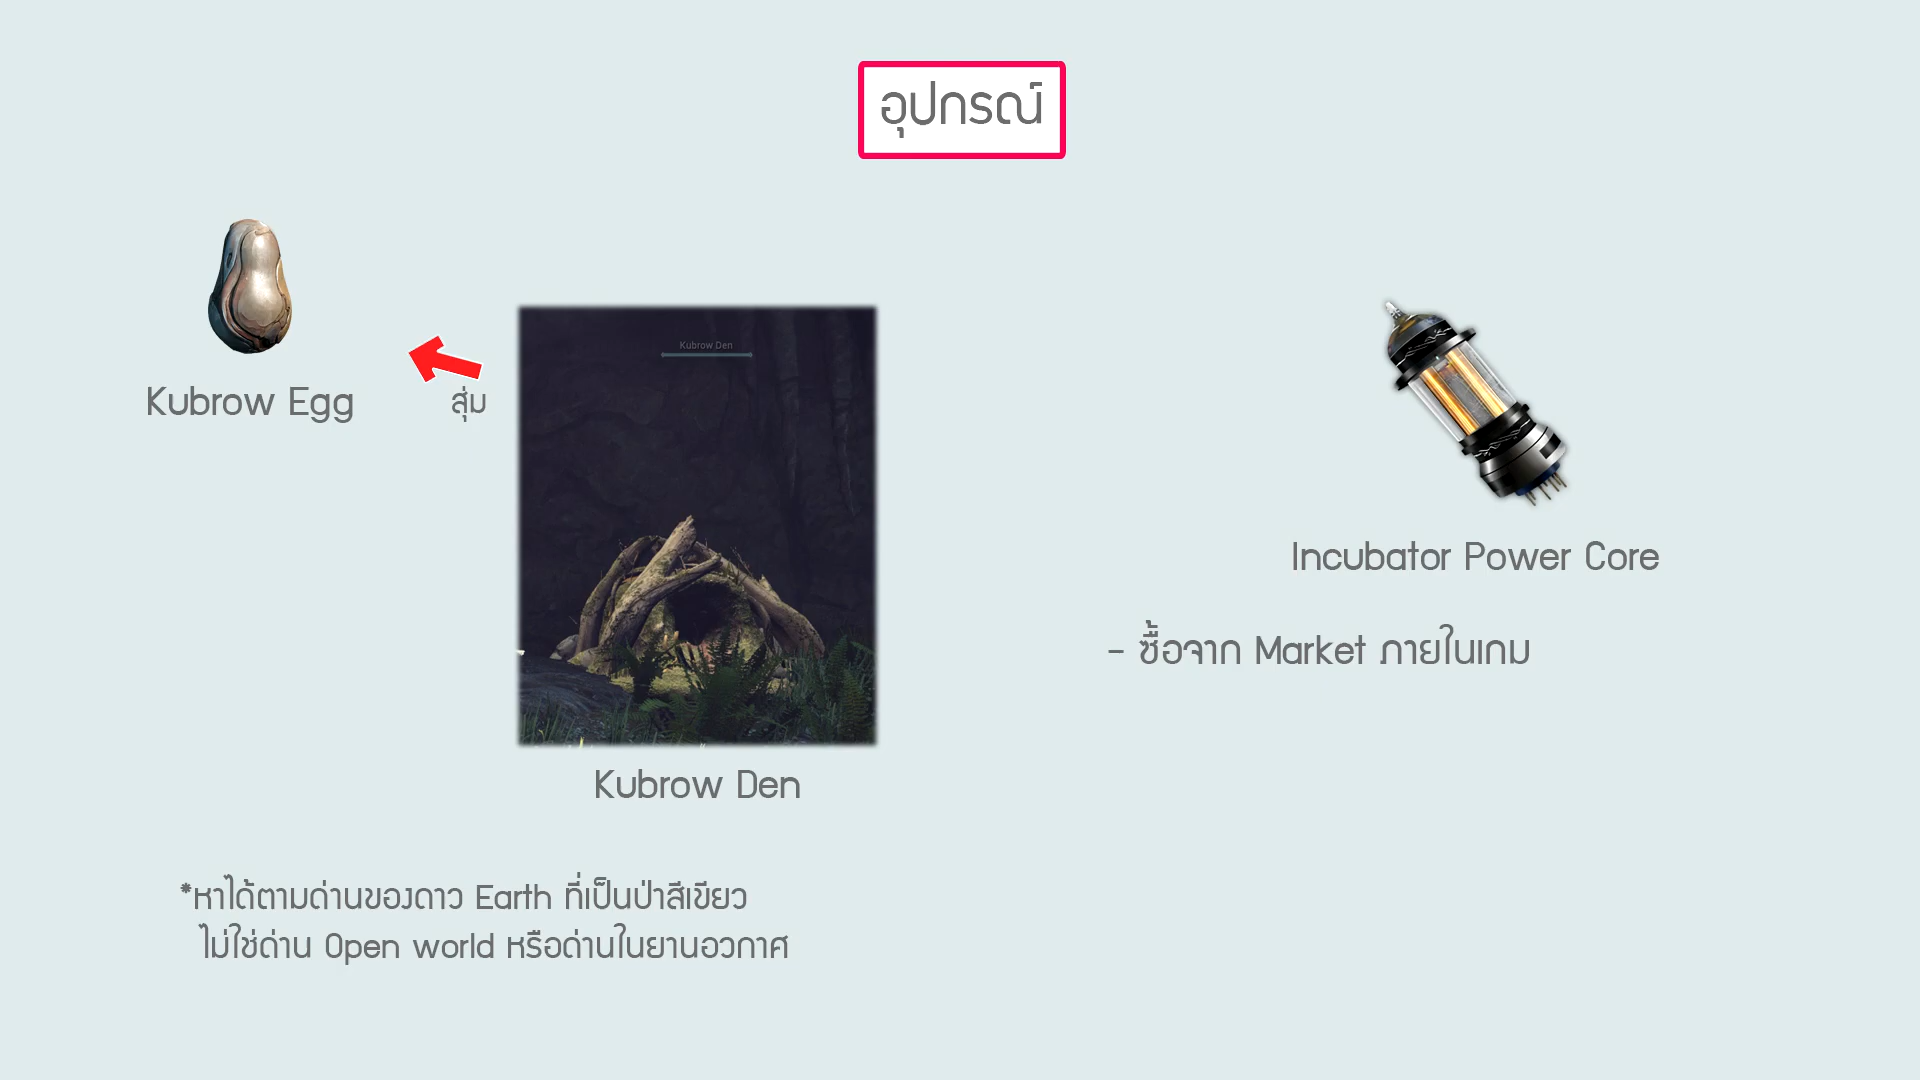 อุปกรณ์
Kubrow Egg
สุ่ม
Kubrow Den
Kubrow Den
*หาได้ตามด่านของดาว Earth ที่เป็นป่าสีเขียว
ไม่ใช่ด่าน Open world หรือด่านในยานอวกาศ
Incubator Power Core
- ซื้อจาก Market ภายในเกม